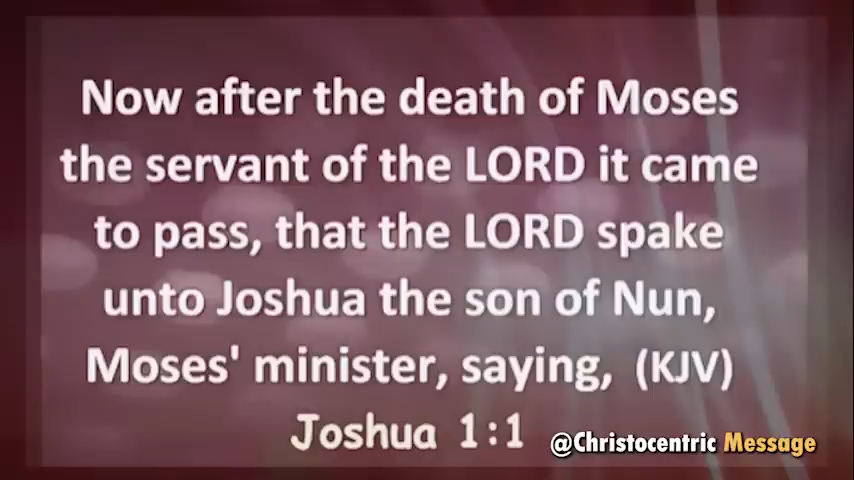 Now after the death of Moses
the servant of the LORD it came
to pass, that the LORD spake
unto Joshua the son of Nun,
Moses' minister, saying, (KJV)
Joshua 1:1
@Christocentric Message